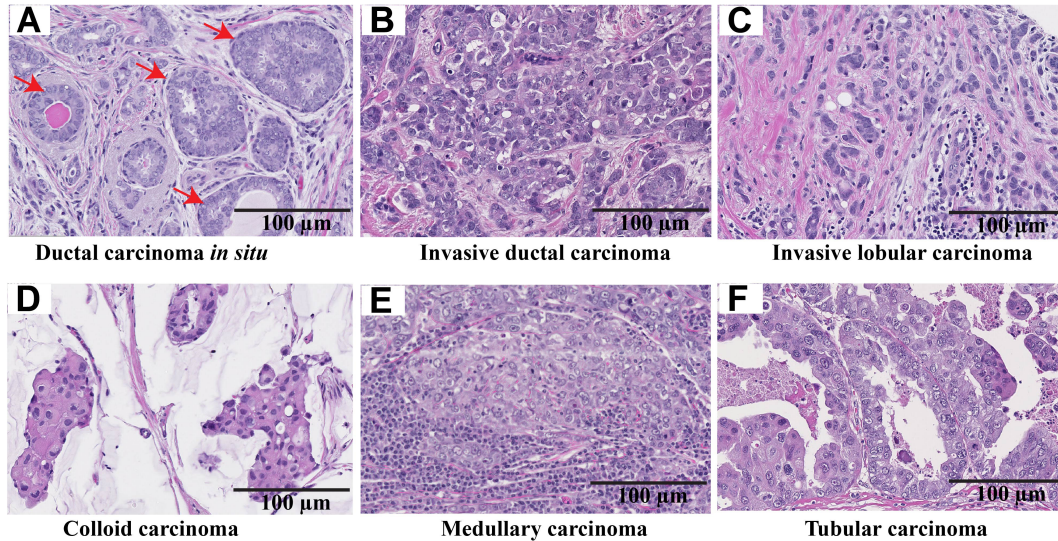 A
B
C
100 µm
100 µm
100 µm
Ductal carcinoma in situ
Invasive ductal carcinoma
Invasive lobular carcinoma
D
E
F
100 µm
100 µm
100 µm
Colloid carcinoma
Medullary carcinoma
Tubular carcinoma